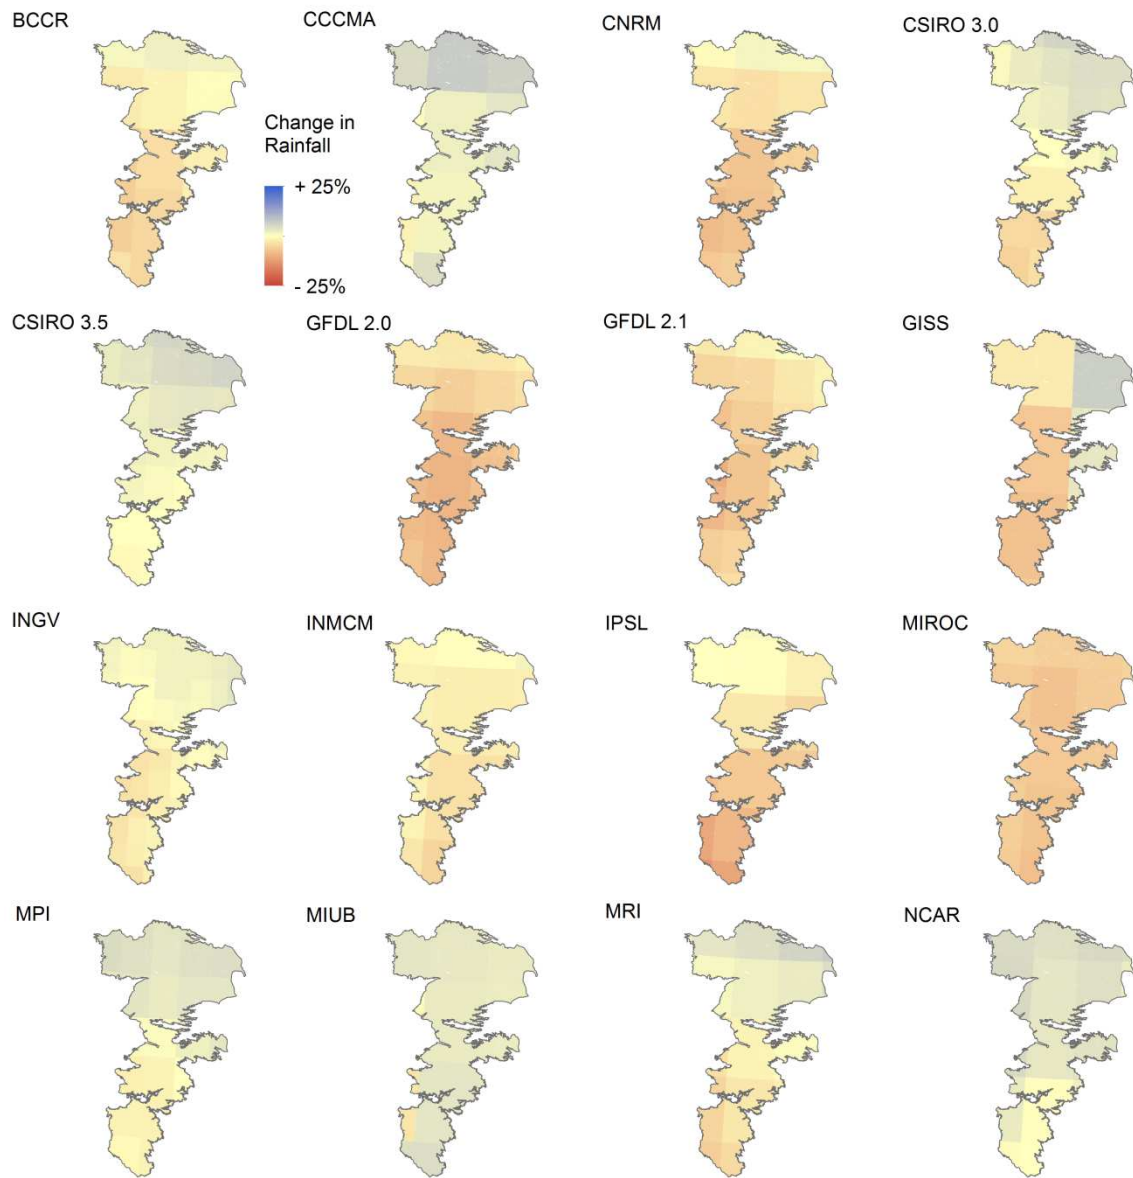 BCCR
CCCMA
CNRM
CSIRO 3.0
Change in
Rainfall
+ 25%
- 25%
CSIRO 3.5
GFDL 2.0
GFDL 2.1
GISS
INGV
INMCM
IPSL
MIROC
MPI
MIUB
MRI
NCAR